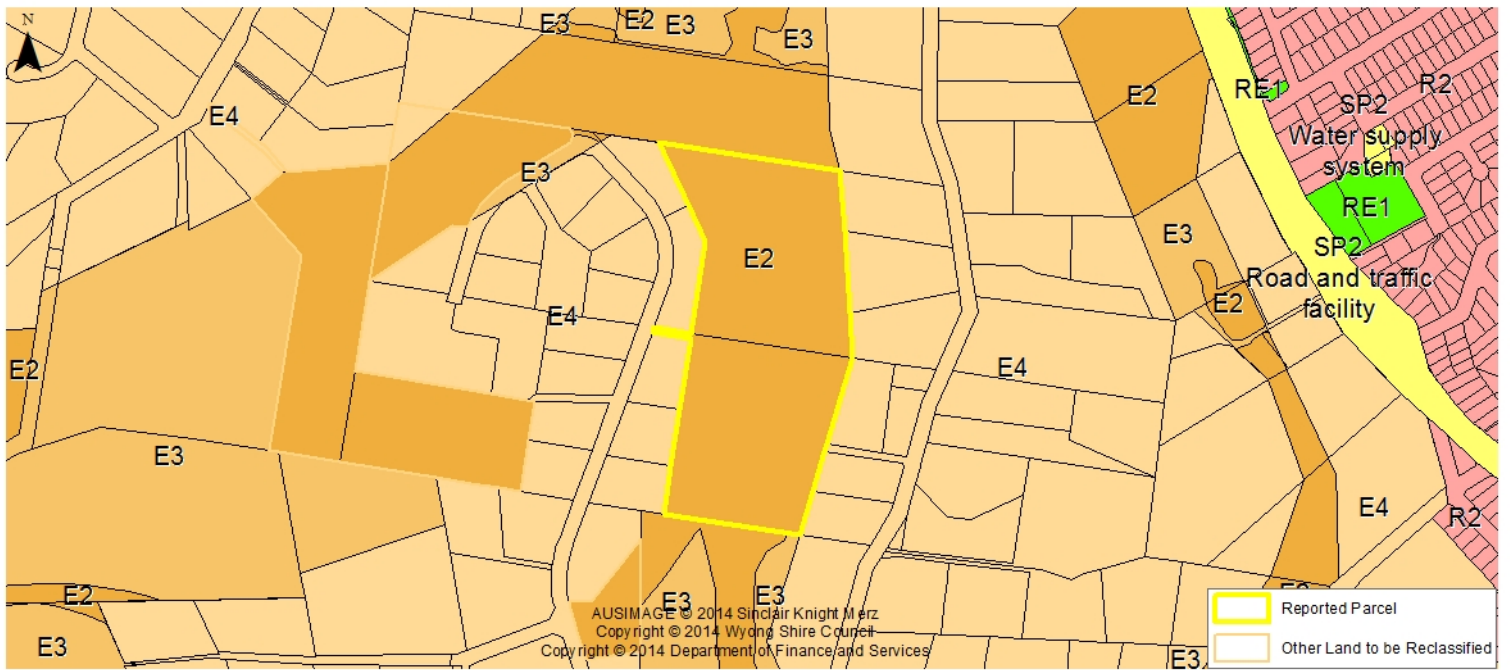 N
E3
E2
E3
E3
E4
E3
E2
RE1
SP2
R2
Water supply
system
RE1
E2
E3
SP2
Road and traffic
facility
E2
E4
E2
E4
E3
E4
R2
E2
E3
E3
E3
E3
AUSIMAGE © 2014 Sinclair Knight Merz
Copyright © 2014 Wyong Shire Council
Copyright © 2014 Department of Finance and Services
Reported Parcel
Other Land to be Reclassified